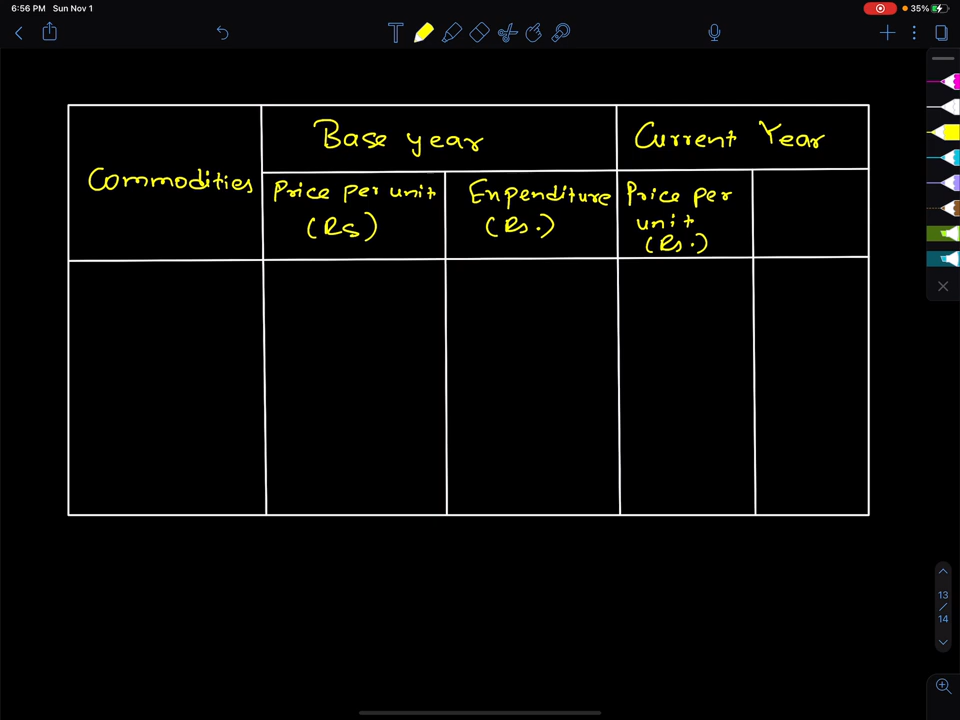 6:56 PM Sun Nov 1
35%
Base year
Current Year
Commodities
Price per unit
(Rs)
Expenditure
(Rs.)
Price per
unit
(Rs.)
13
/
14